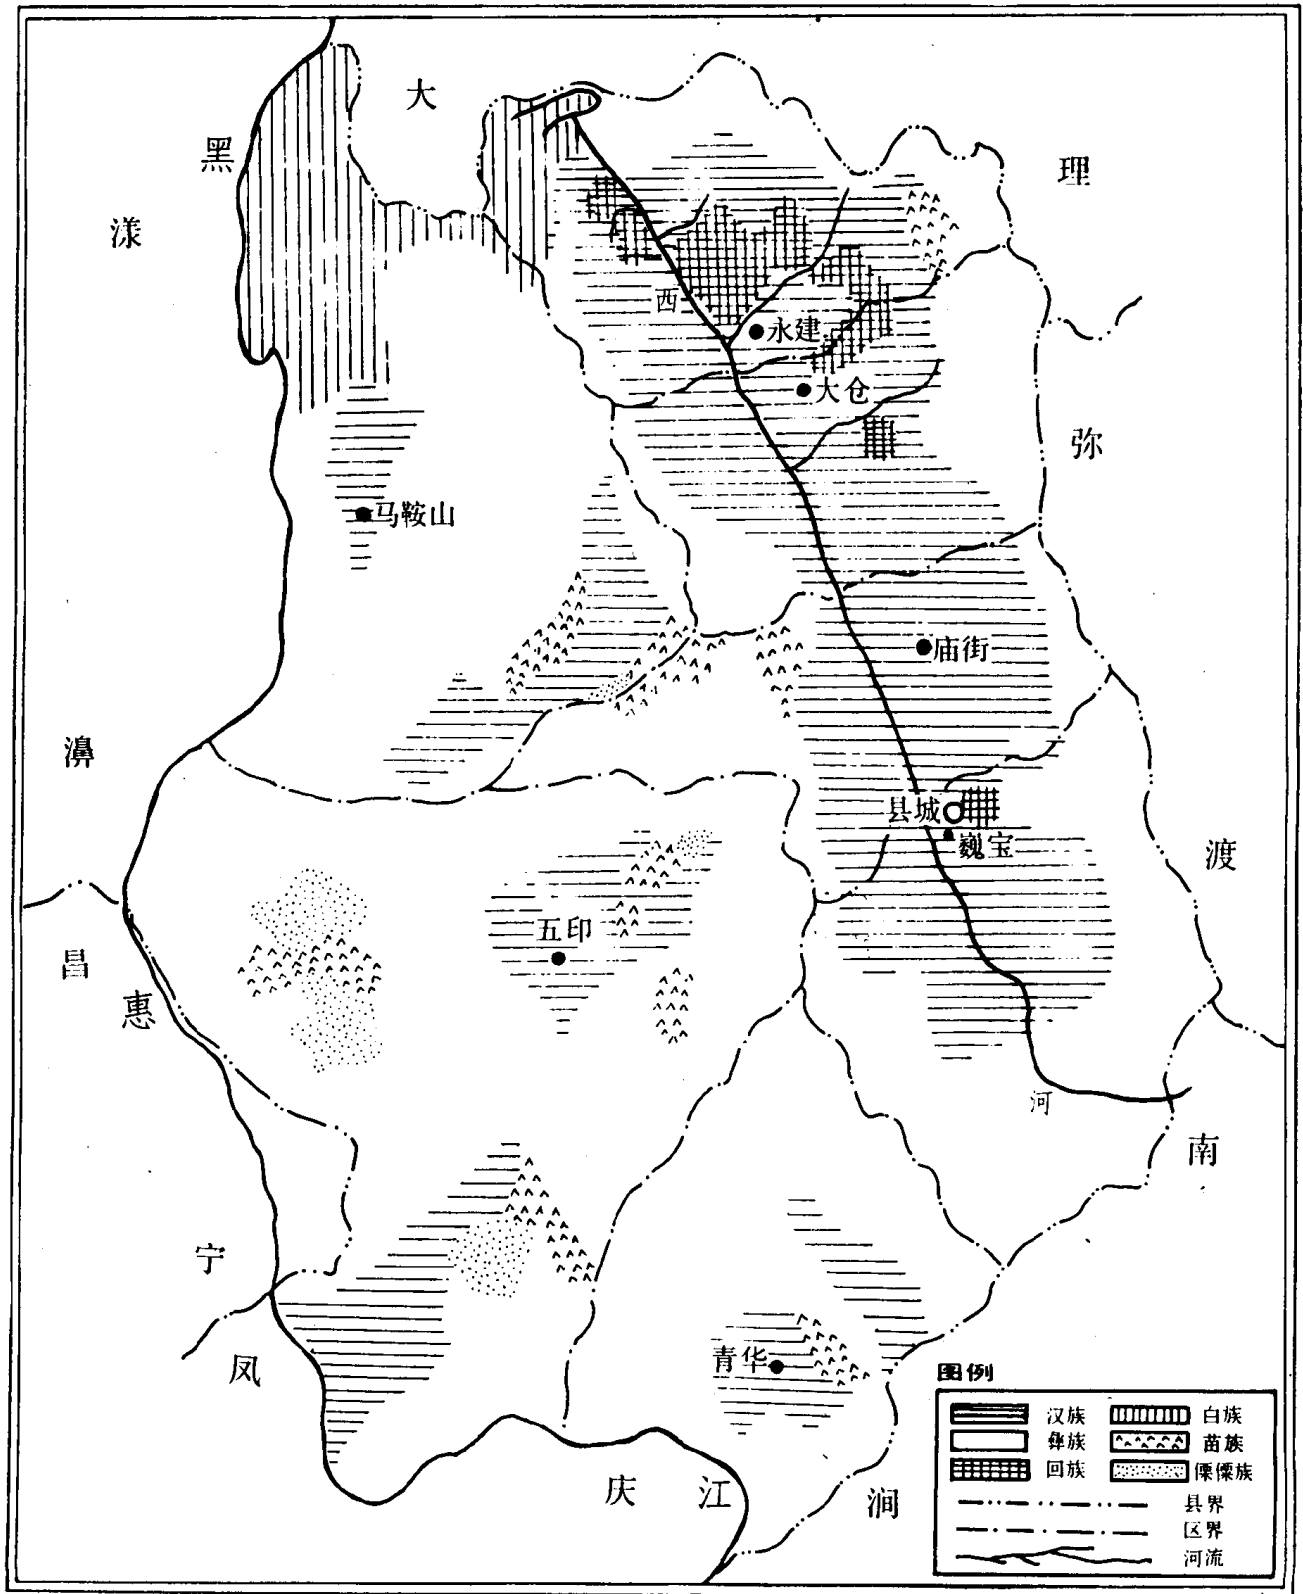 大
黑
理
漾
西
永建
大仓
弥
马鞍山
庙街
濞
县城
巍宝
渡
五印
昌
惠
河
南
宁
凤
青华
庆
江
涧
图例
汉族 白族
彝族 苗族
回族 傈僳族
县界
区界
河流